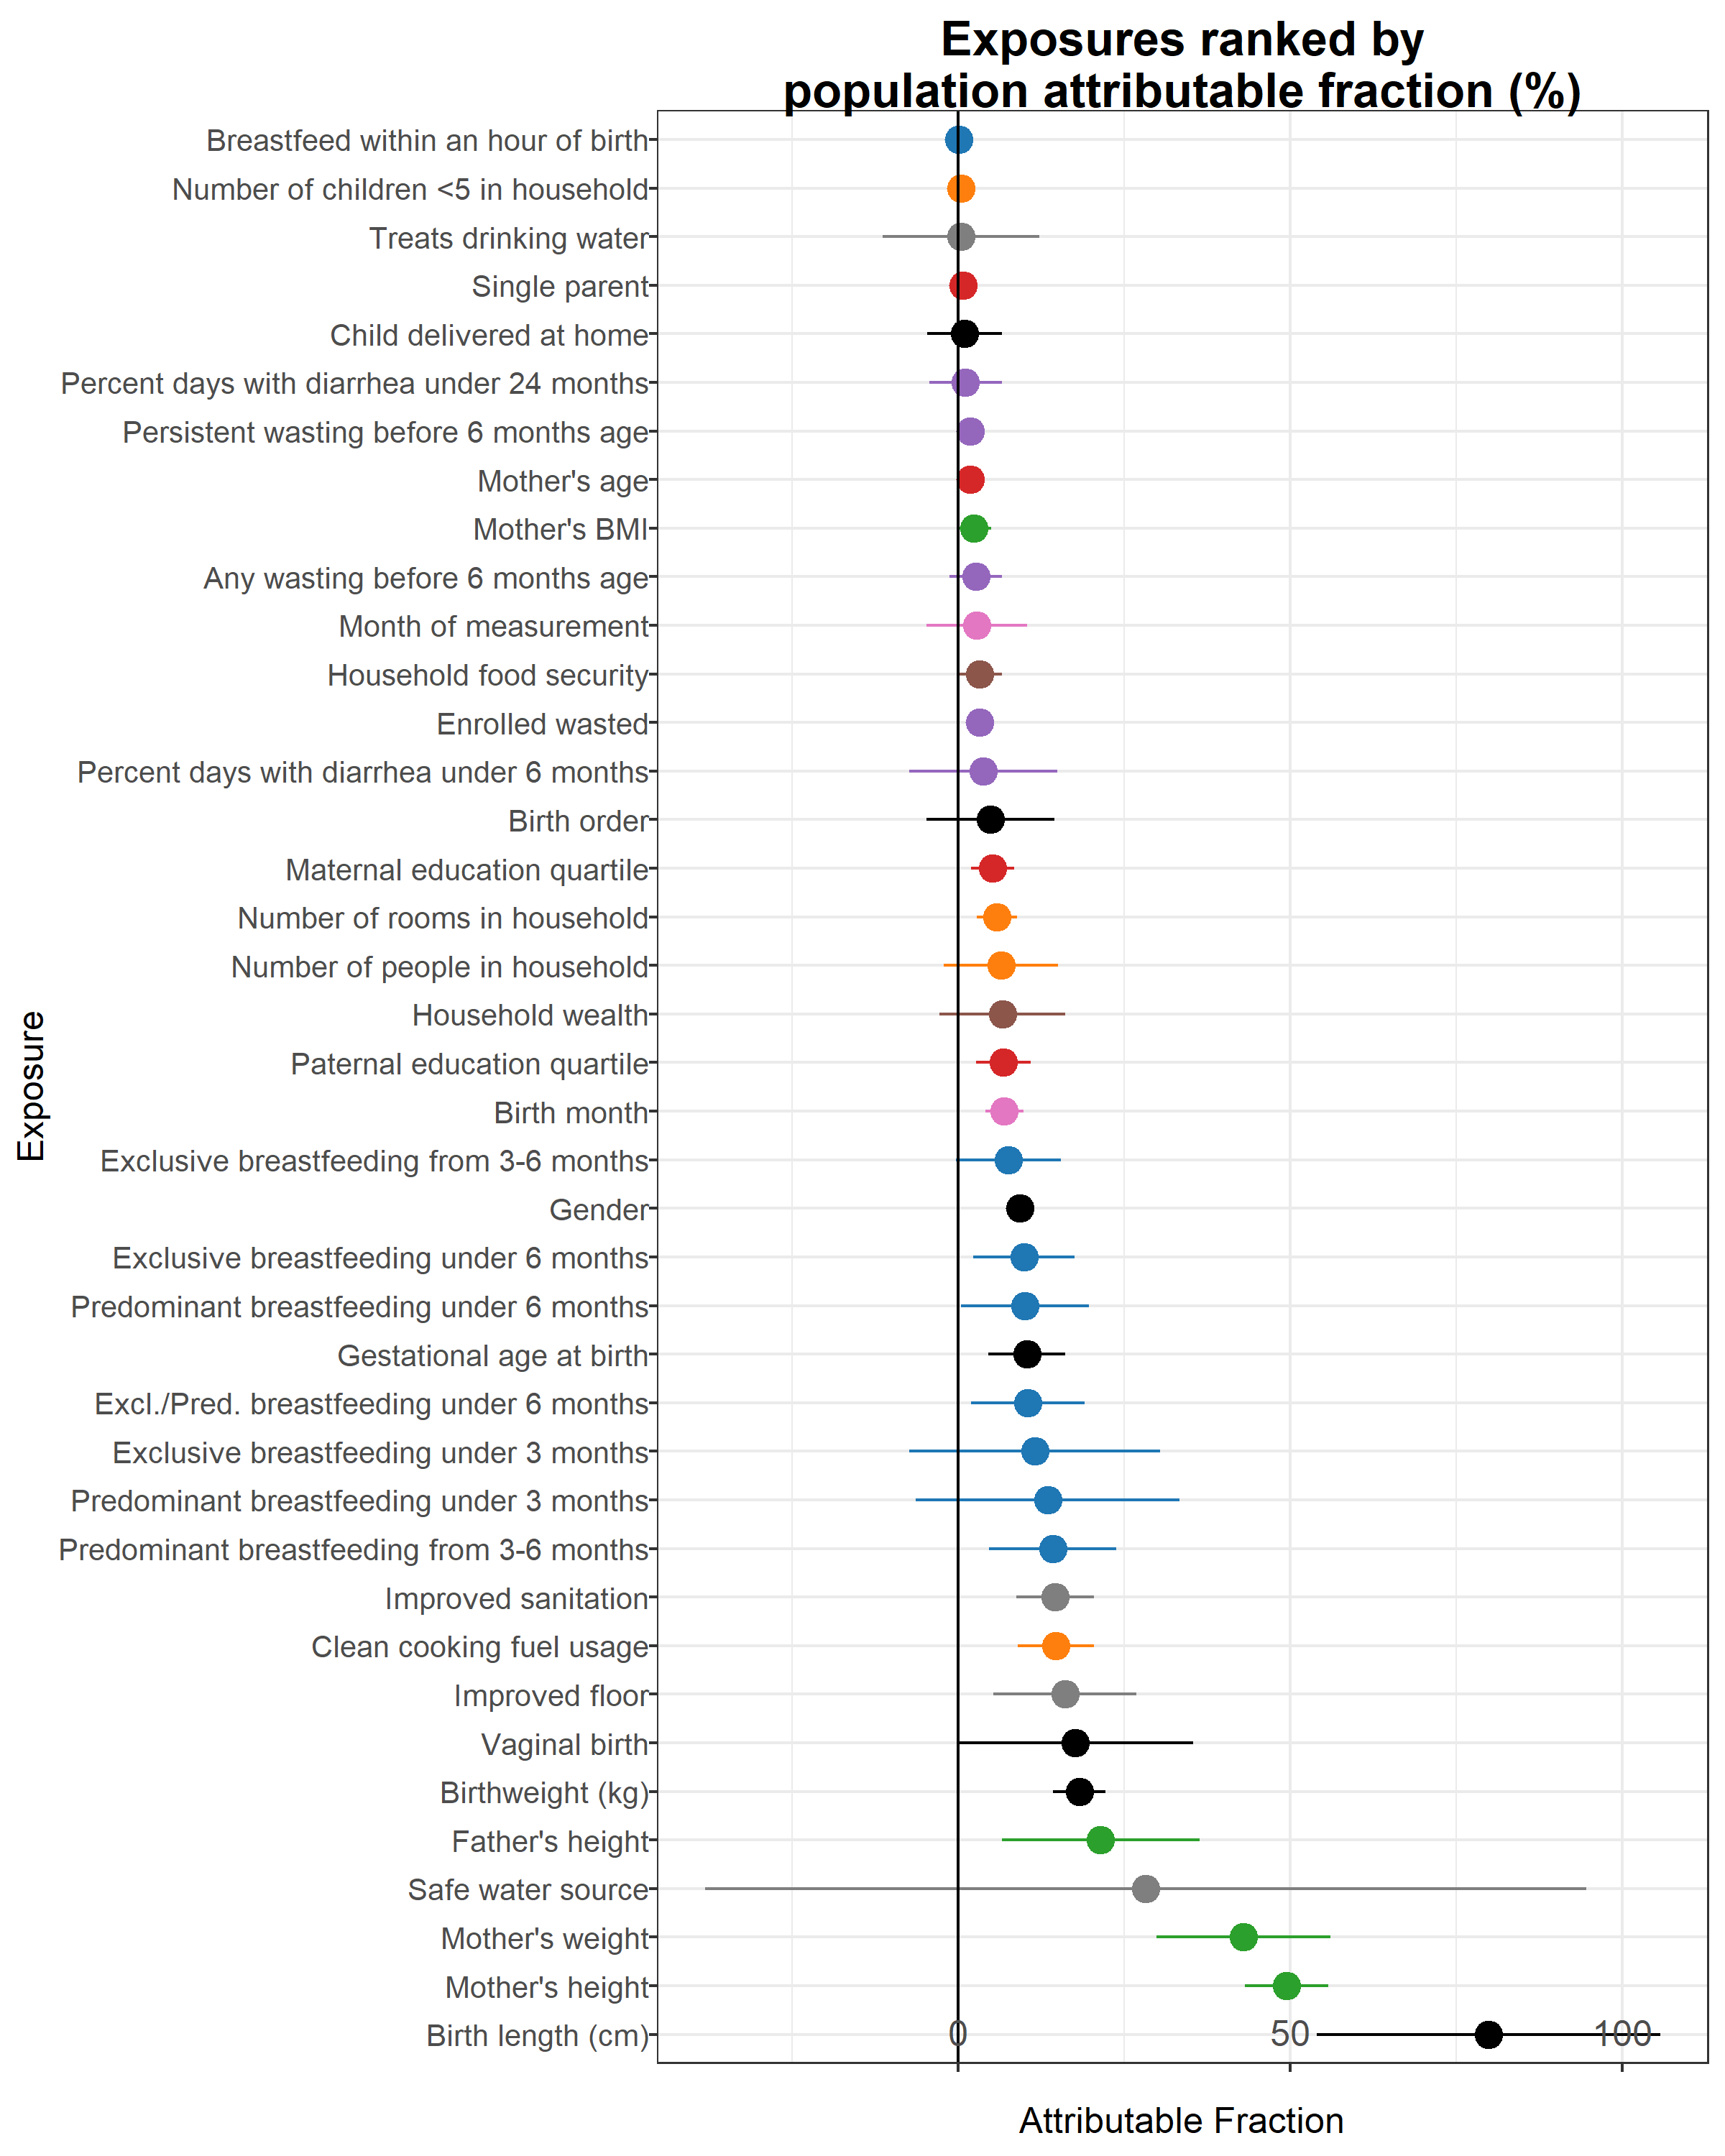 Exposures ranked by
population attributable fraction (%)
Breastfeed within an hour of birth
Number of children <5 in household
Treats drinking water
Single parent
Child delivered at home
Percent days with diarrhea under 24 months
Persistent wasting before 6 months age
Mother's age
Mother's BMI
Any wasting before 6 months age
Month of measurement
Household food security
Enrolled wasted
Percent days with diarrhea under 6 months
Birth order
Maternal education quartile
Number of rooms in household
Number of people in household
Household wealth
Paternal education quartile
Birth month
Exclusive breastfeeding from 3-6 months
Gender
Exclusive breastfeeding under 6 months
Predominant breastfeeding under 6 months
Gestational age at birth
Excl./Pred. breastfeeding under 6 months
Exclusive breastfeeding under 3 months
Predominant breastfeeding under 3 months
Predominant breastfeeding from 3-6 months
Improved sanitation
Clean cooking fuel usage
Improved floor
Vaginal birth
Birthweight (kg)
Father's height
Safe water source
Mother's weight
Mother's height
Birth length (cm)
Exposure
0 50 100
Attributable Fraction